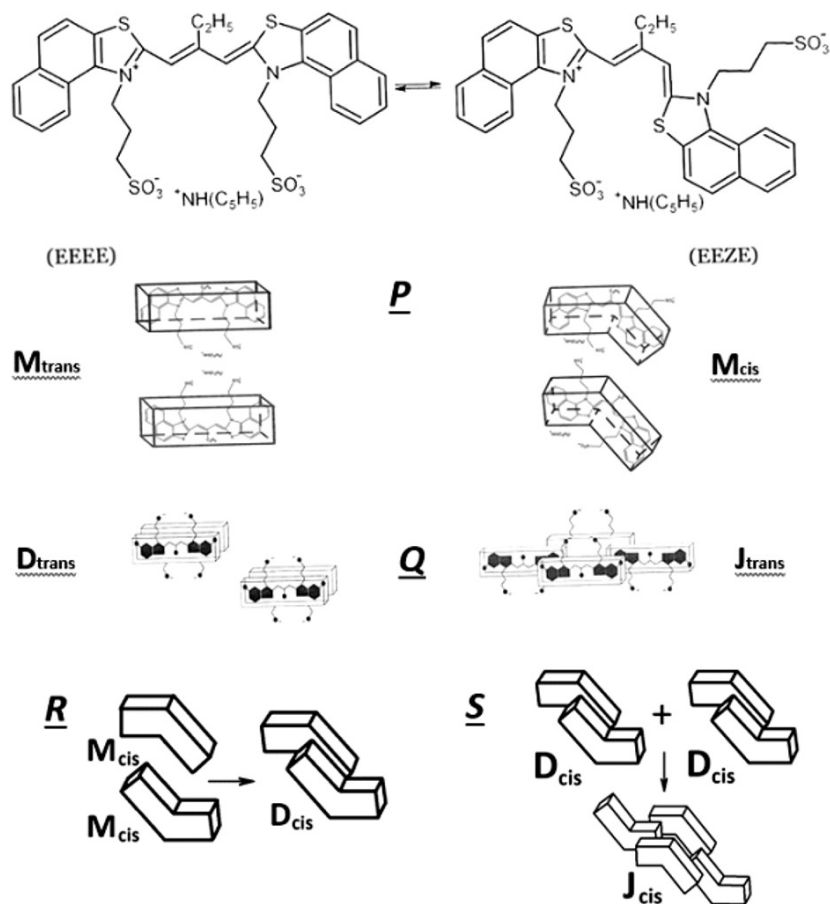 C₂H₅
S
S
N⁺
N
SO₃⁻
SO₃⁻
⁺NH(C₅H₅)
C₂H₅
SO₃⁻
N⁺
N
S
S
SO₃⁻
⁺NH(C₅H₅)
(EEEE)
(EEZE)
P
Mtrans
Mcis
Dtrans
Q
Jtrans
R
S
Mcis
Mcis
Dcis
Dcis
+
Dcis
Jcis